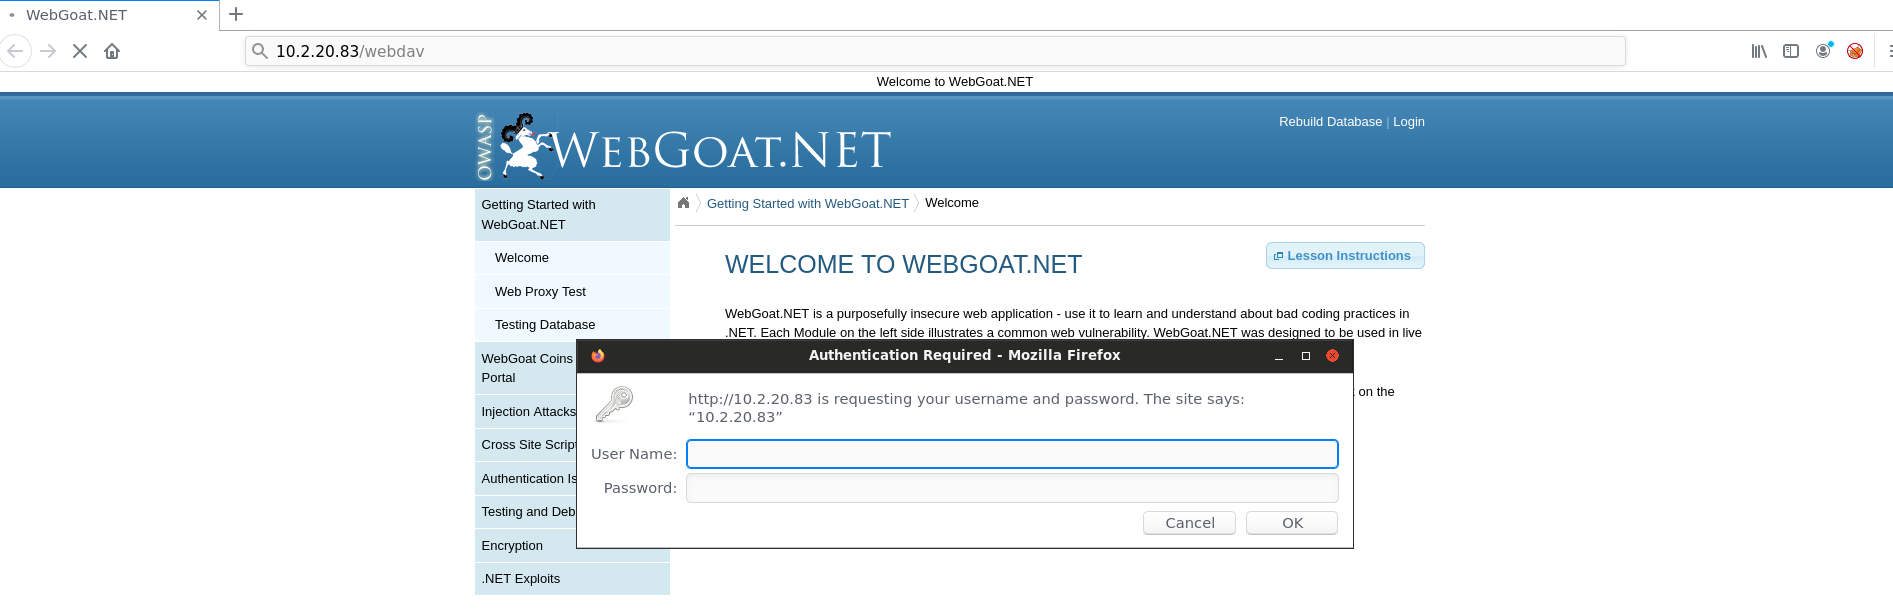 WebGoat.NET
10.2.20.83/webdav
Welcome to WebGoat.NET
OWASP
WEBGOAT.NET
Rebuild Database | Login
Getting Started with
WebGoat.NET
Welcome
Web Proxy Test
Testing Database
WebGoat Coins
Portal
Injection Attacks
Cross Site Script
Authentication Is
Testing and Deb
Encryption
.NET Exploits
Getting Started with WebGoat.NET
Welcome
WELCOME TO WEBGOAT.NET
Lesson Instructions
WebGoat.NET is a purposefully insecure web application - use it to learn and understand about bad coding practices in
.NET. Each Module on the left side illustrates a common web vulnerability. WebGoat.NET was designed to be used in live
on the
Authentication Required - Mozilla Firefox
http://10.2.20.83 is requesting your username and password. The site says:
“10.2.20.83”
User Name:
Password:
Cancel
OK